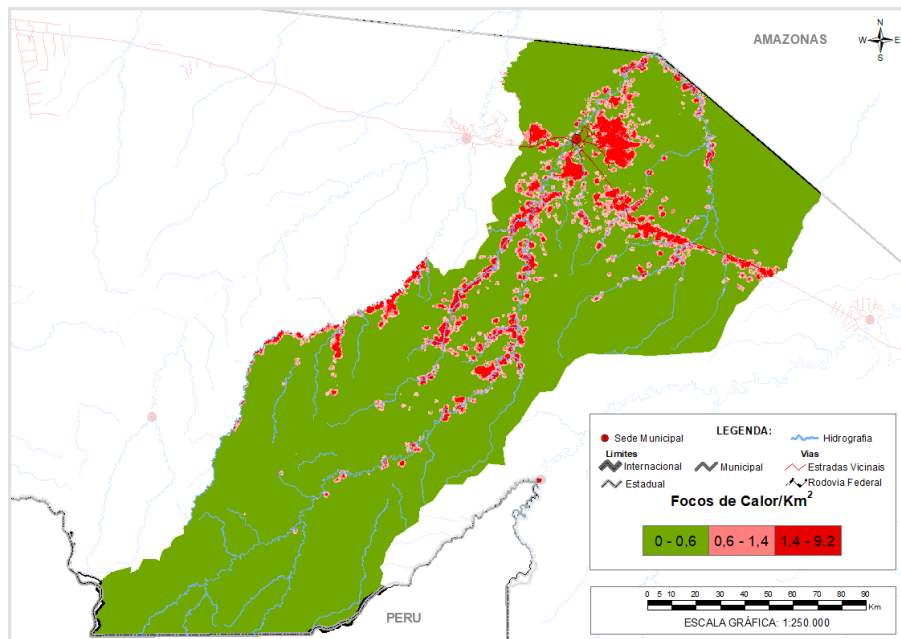 AMAZONAS
N
W E
S
LEGENDA:
Sede Municipal
Hidrografia
Limites
Vias
Internacional
Municipal
Estradas Vicinais
Estadual
Rodovia Federal
Focos de Calor/Km2
0 - 0,6
0,6 - 1,4
1,4 - 9,2
PERU
0 5 10 20 30 40 50 60 70 80 90
Km
ESCALA GRÁFICA: 1:250.000